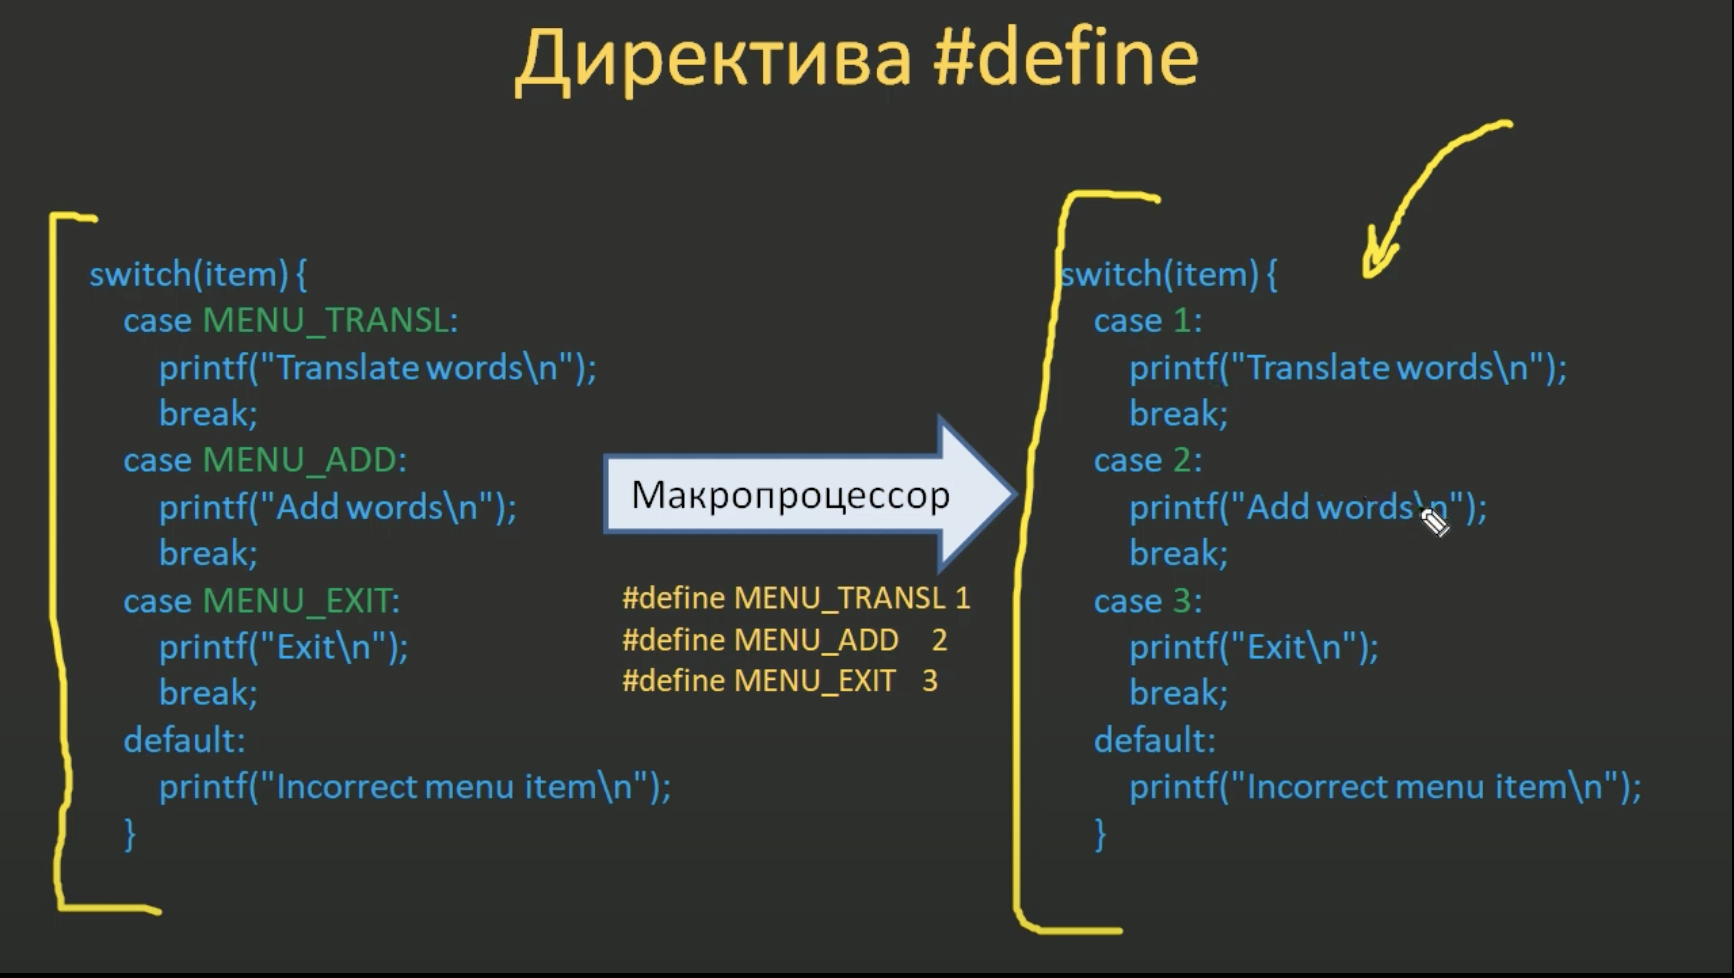 Директива #define
switch(item) {
case MENU_TRANSL:
printf("Translate words\n");
break;
case MENU_ADD:
printf("Add words\n");
break;
case MENU_EXIT:
printf("Exit\n");
break;
default:
printf("Incorrect menu item\n");
}
Макропроцессор
#define MENU_TRANSL 1
#define MENU_ADD 2
#define MENU_EXIT 3
switch(item) {
case 1:
printf("Translate words\n");
break;
case 2:
printf("Add words\n");
break;
case 3:
printf("Exit\n");
break;
default:
printf("Incorrect menu item\n");
}